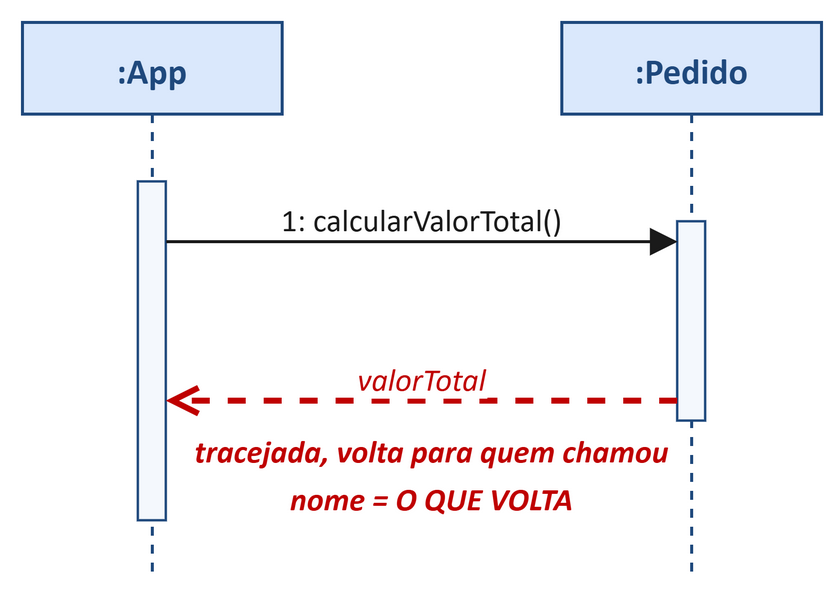 :App
:Pedido
1: calcularValorTotal()
valorTotal
tracejada, volta para quem chamou
nome = O QUE VOLTA